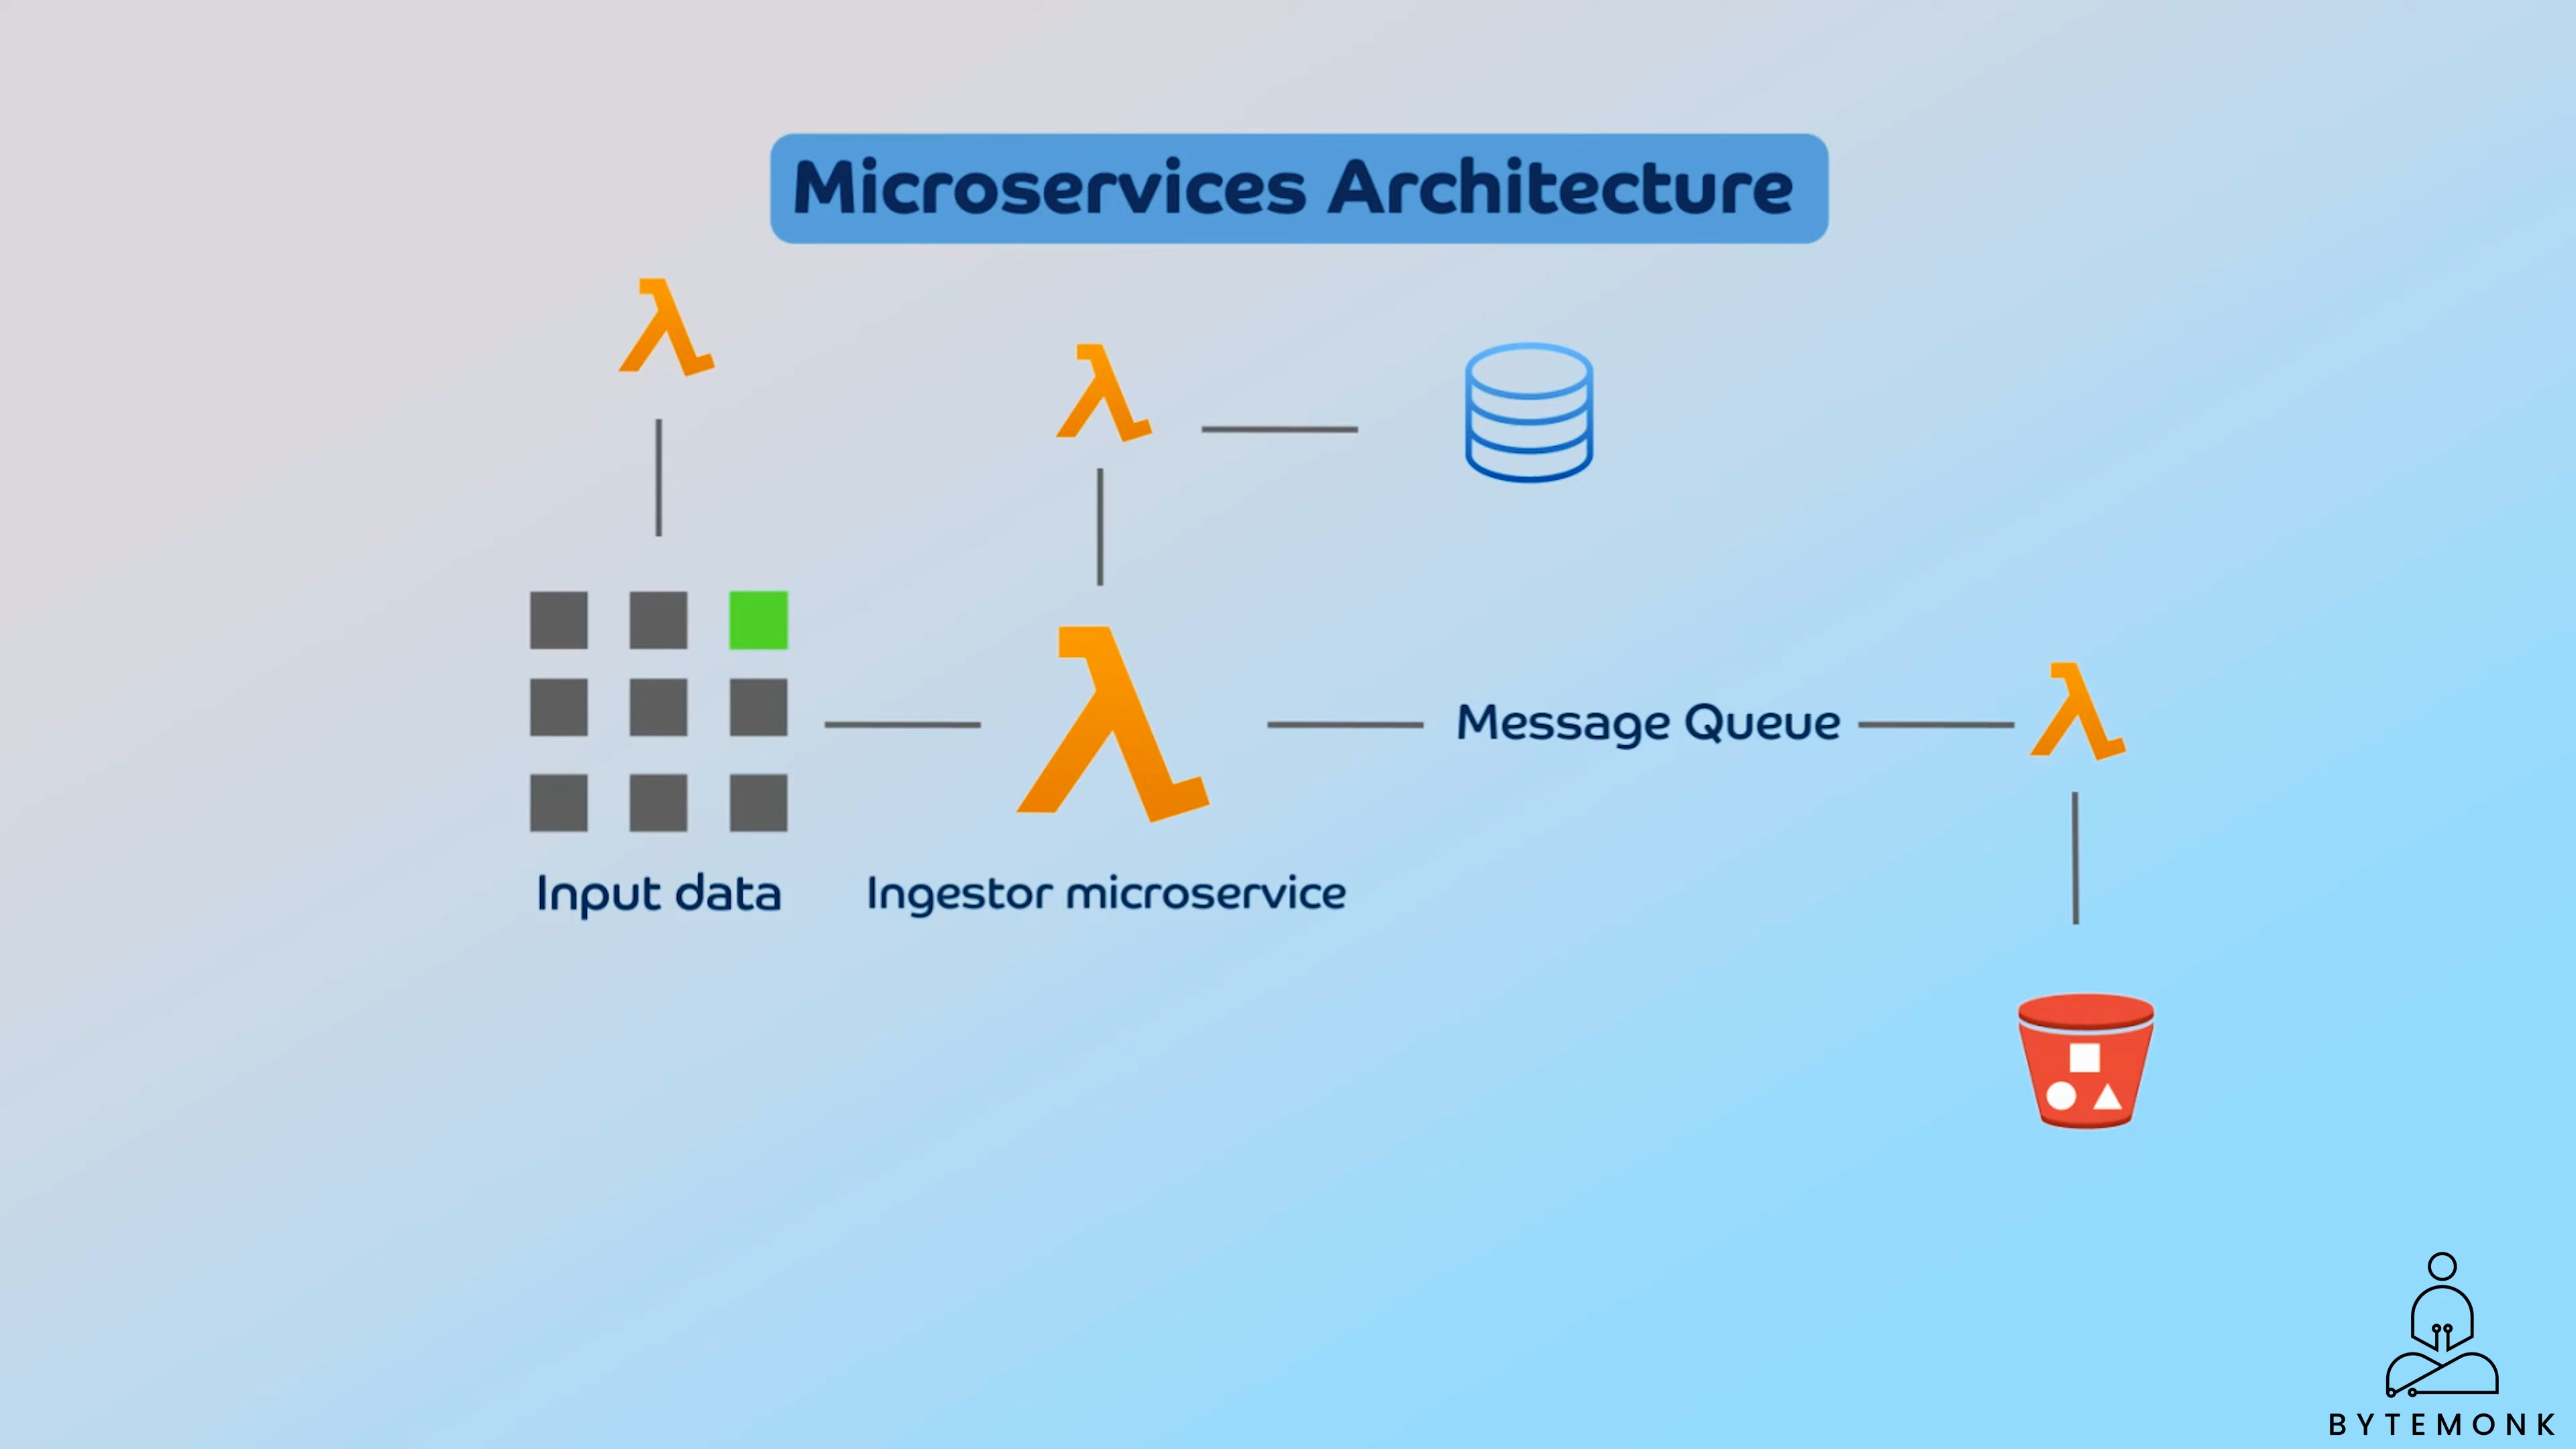 Microservices Architecture
Message Queue
Input data
Ingestor microservice
BYTEMONK